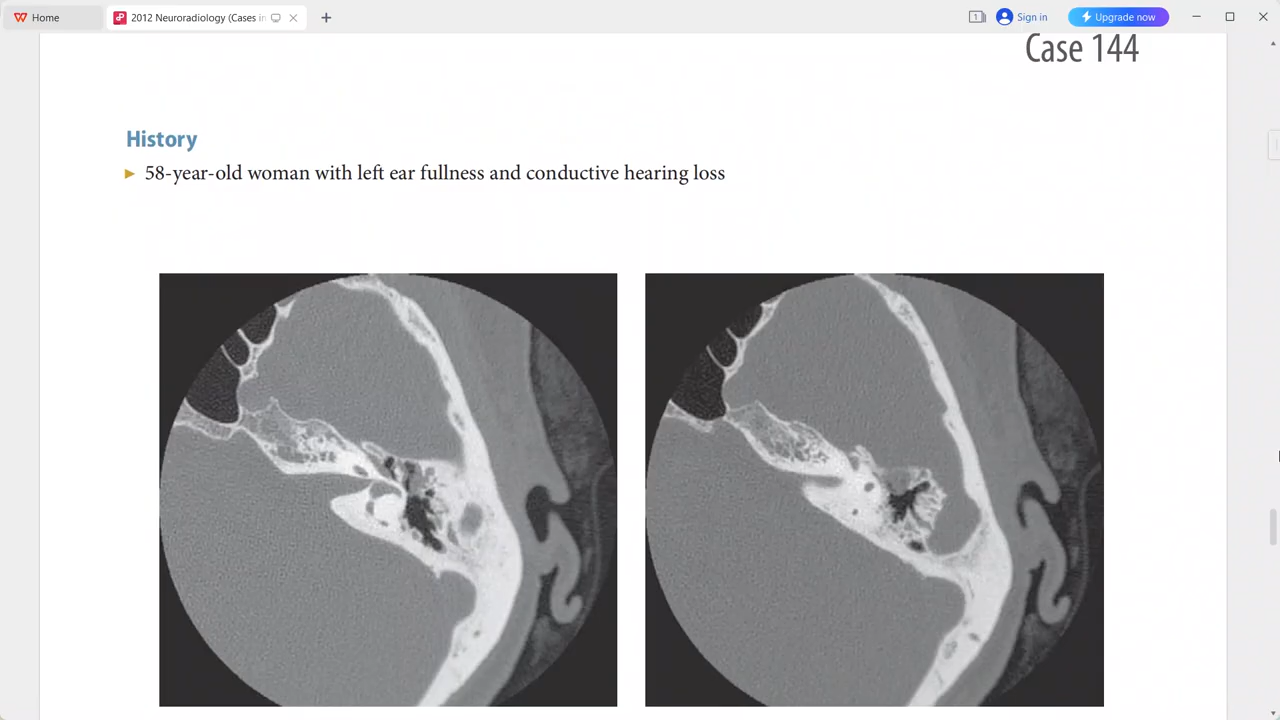 Home
2012 Neuroradiology (Cases in
1
Sign in
Upgrade now
Case 144
History
58-year-old woman with left ear fullness and conductive hearing loss